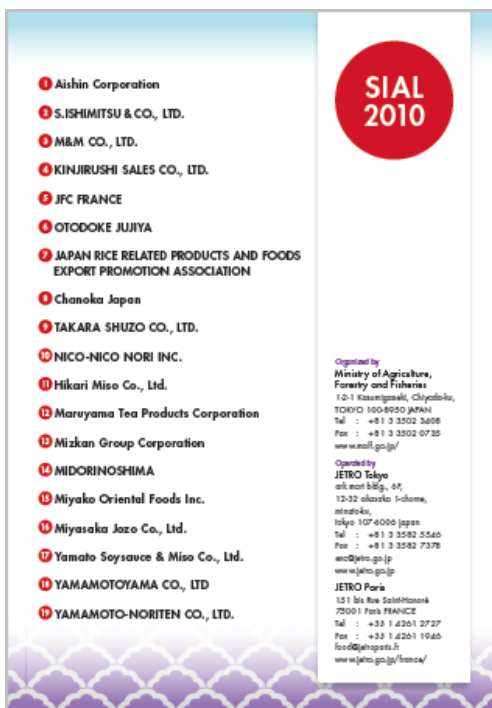 SIAL
2010
1 Aishin Corporation
2 S.ISHIMITSU & CO., LTD.
3 M&M CO., LTD.
4 KINJIRUSHI SALES CO., LTD.
5 JFC FRANCE
6 OTODOKE JUJIYA
7 JAPAN RICE RELATED PRODUCTS AND FOODS
EXPORT PROMOTION ASSOCIATION
8 Chanoka Japan
9 TAKARA SHUZO CO., LTD.
10 NICO-NICO NORI INC.
11 Hikari Miso Co., Ltd.
12 Maruyama Tea Products Corporation
13 Mizkan Group Corporation
14 MIDORINOSHIMA
15 Miyako Oriental Foods Inc.
16 Miyasaka Jozo Co., Ltd.
17 Yamato Soysauce & Miso Co., Ltd.
18 YAMAMOTOYAMA CO., LTD
19 YAMAMOTO-NORITEN CO., LTD.
Organized by
Ministry of Agriculture,
Forestry and Fisheries
1-2-1 Kasumigaseki, Chiyoda-ku,
TOKYO 100-8950 JAPAN
Tel : +81 3 3502 3408
Fax : +81 3 3502 0735
www.maff.go.jp/
Operated by
JETRO Tokyo
ark mori bldg., 6F,
12-32 akasaka 1-chome,
minato-ku,
tokyo 107-6006 japan
Tel : +81 3 3582 5546
Fax : +81 3 3582 7378
@jetro.go.jp
www.jetro.go.jp
JETRO Paris
151 bis Rue Saint-Honoré
75001 Paris FRANCE
Tel : +33 1 4261 2727
Fax : +33 1 4261 1946
food@jetroparis.fr
www.jetro.go.jp/france/